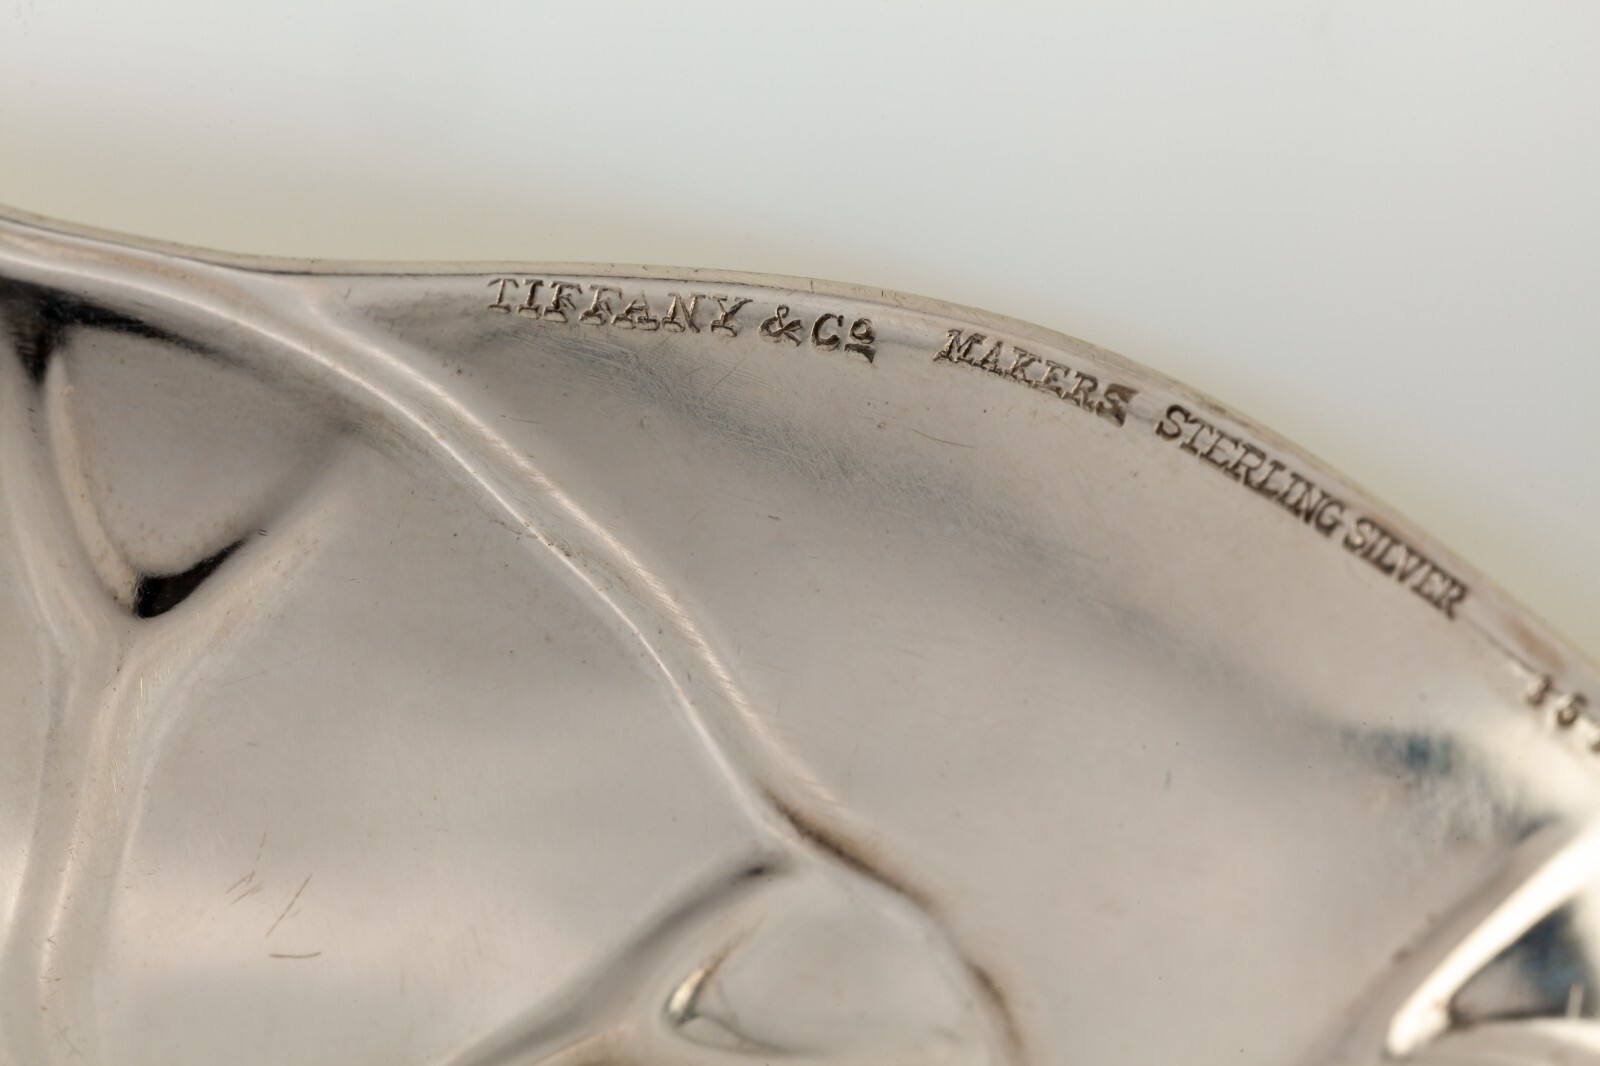 TIFFANY & Cº MAKERS STERLING SILVER